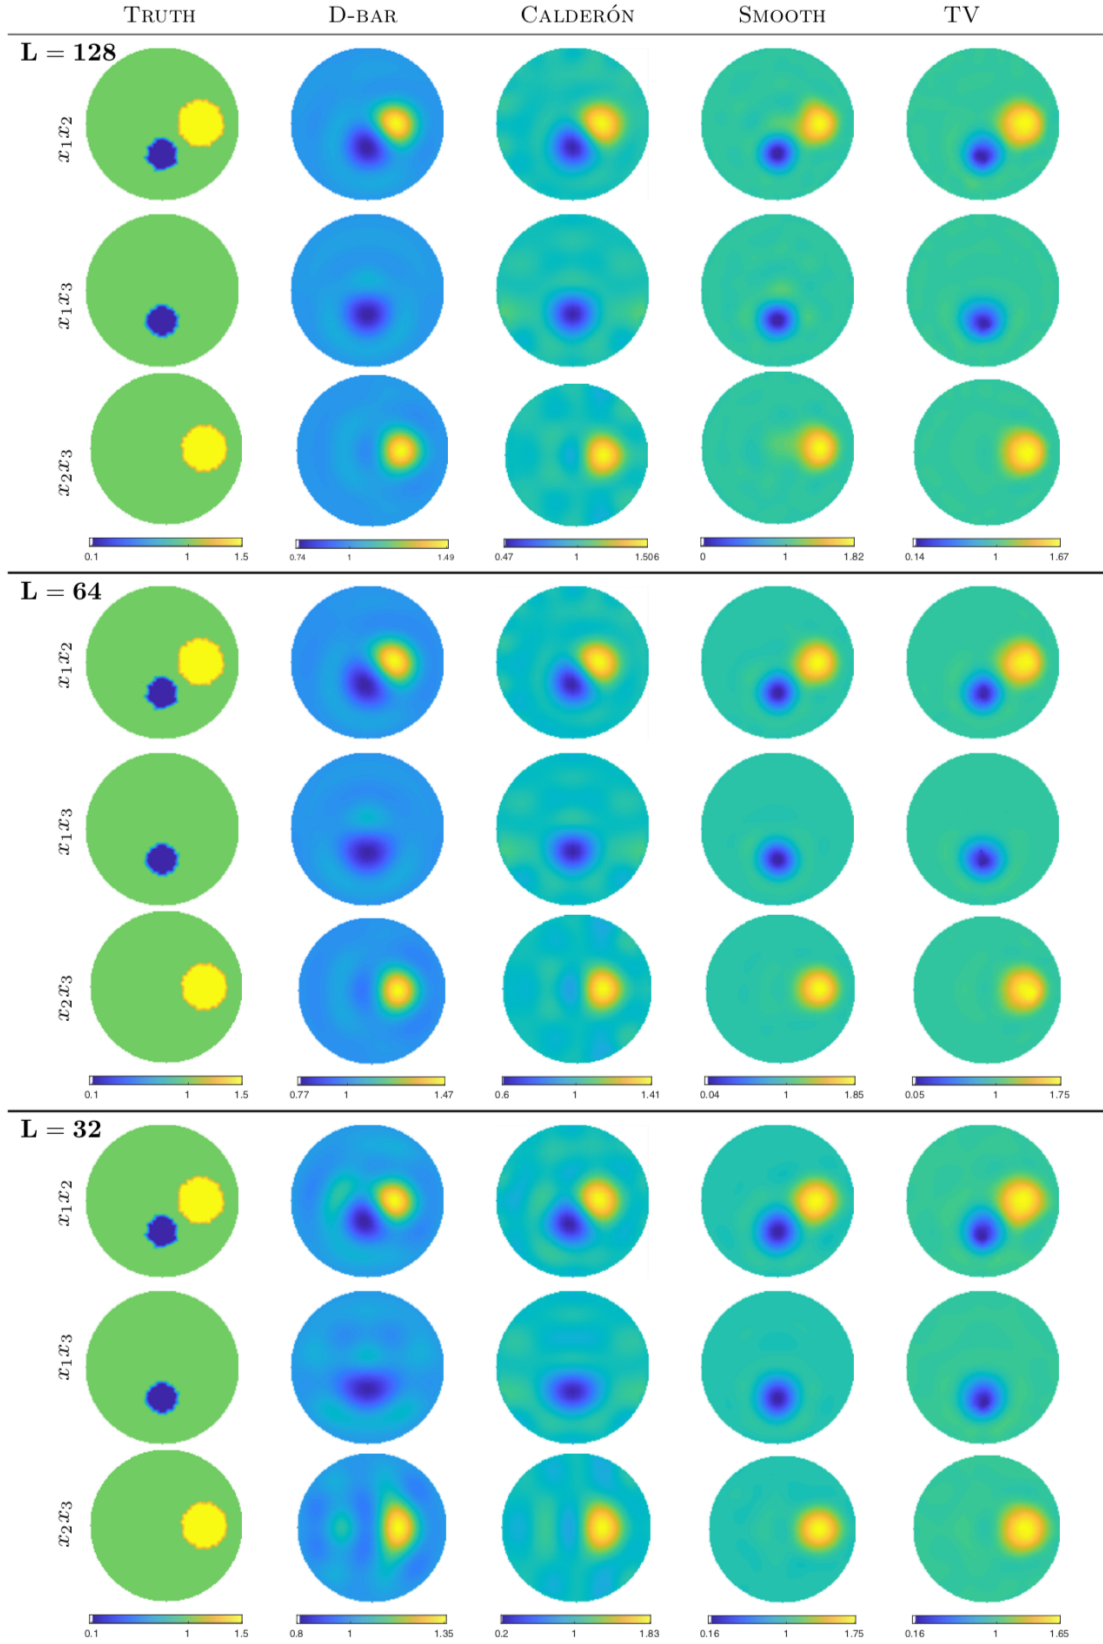 TRUTH D-BAR CALDERÓN SMOOTH TV
L = 128
x₁x₂
x₁x₃
x₂x₃
0.1 1 1.5 0.74 1 1.49 0.47 1 1.506 0 1 1.82 0.14 1 1.67
L = 64
x₁x₂
x₁x₃
x₂x₃
0.1 1 1.5 0.77 1 1.47 0.6 1 1.41 0.04 1 1.85 0.05 1 1.75
L = 32
x₁x₂
x₁x₃
x₂x₃
0.1 1 1.5 0.8 1 1.35 0.2 1 1.83 0.16 1 1.75 0.16 1 1.65